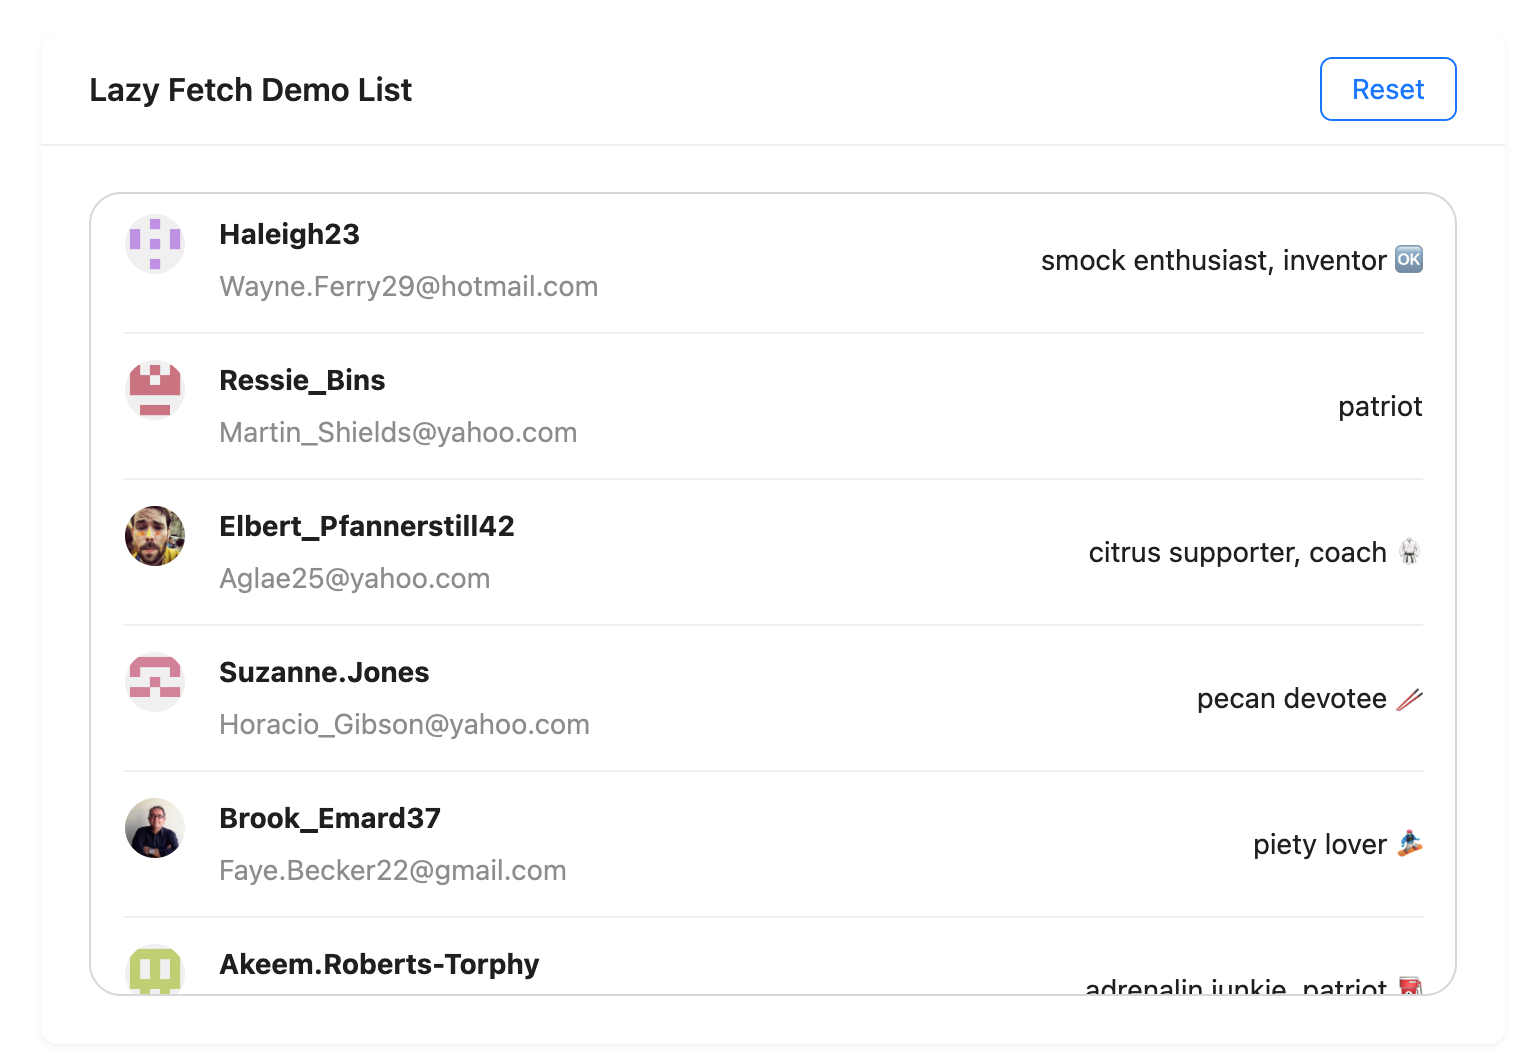 Lazy Fetch Demo List
Reset
Haleigh23
Wayne.Ferry29@hotmail.com
smock enthusiast, inventor 🆗
Ressie_Bins
Martin_Shields@yahoo.com
patriot
Elbert_Pfannerstill42
Aglae25@yahoo.com
citrus supporter, coach 🥋
Suzanne.Jones
Horacio_Gibson@yahoo.com
pecan devotee 🥢
Brook_Emard37
Faye.Becker22@gmail.com
piety lover 🏂
Akeem.Roberts-Torphy
adrenalin junkie, patriot